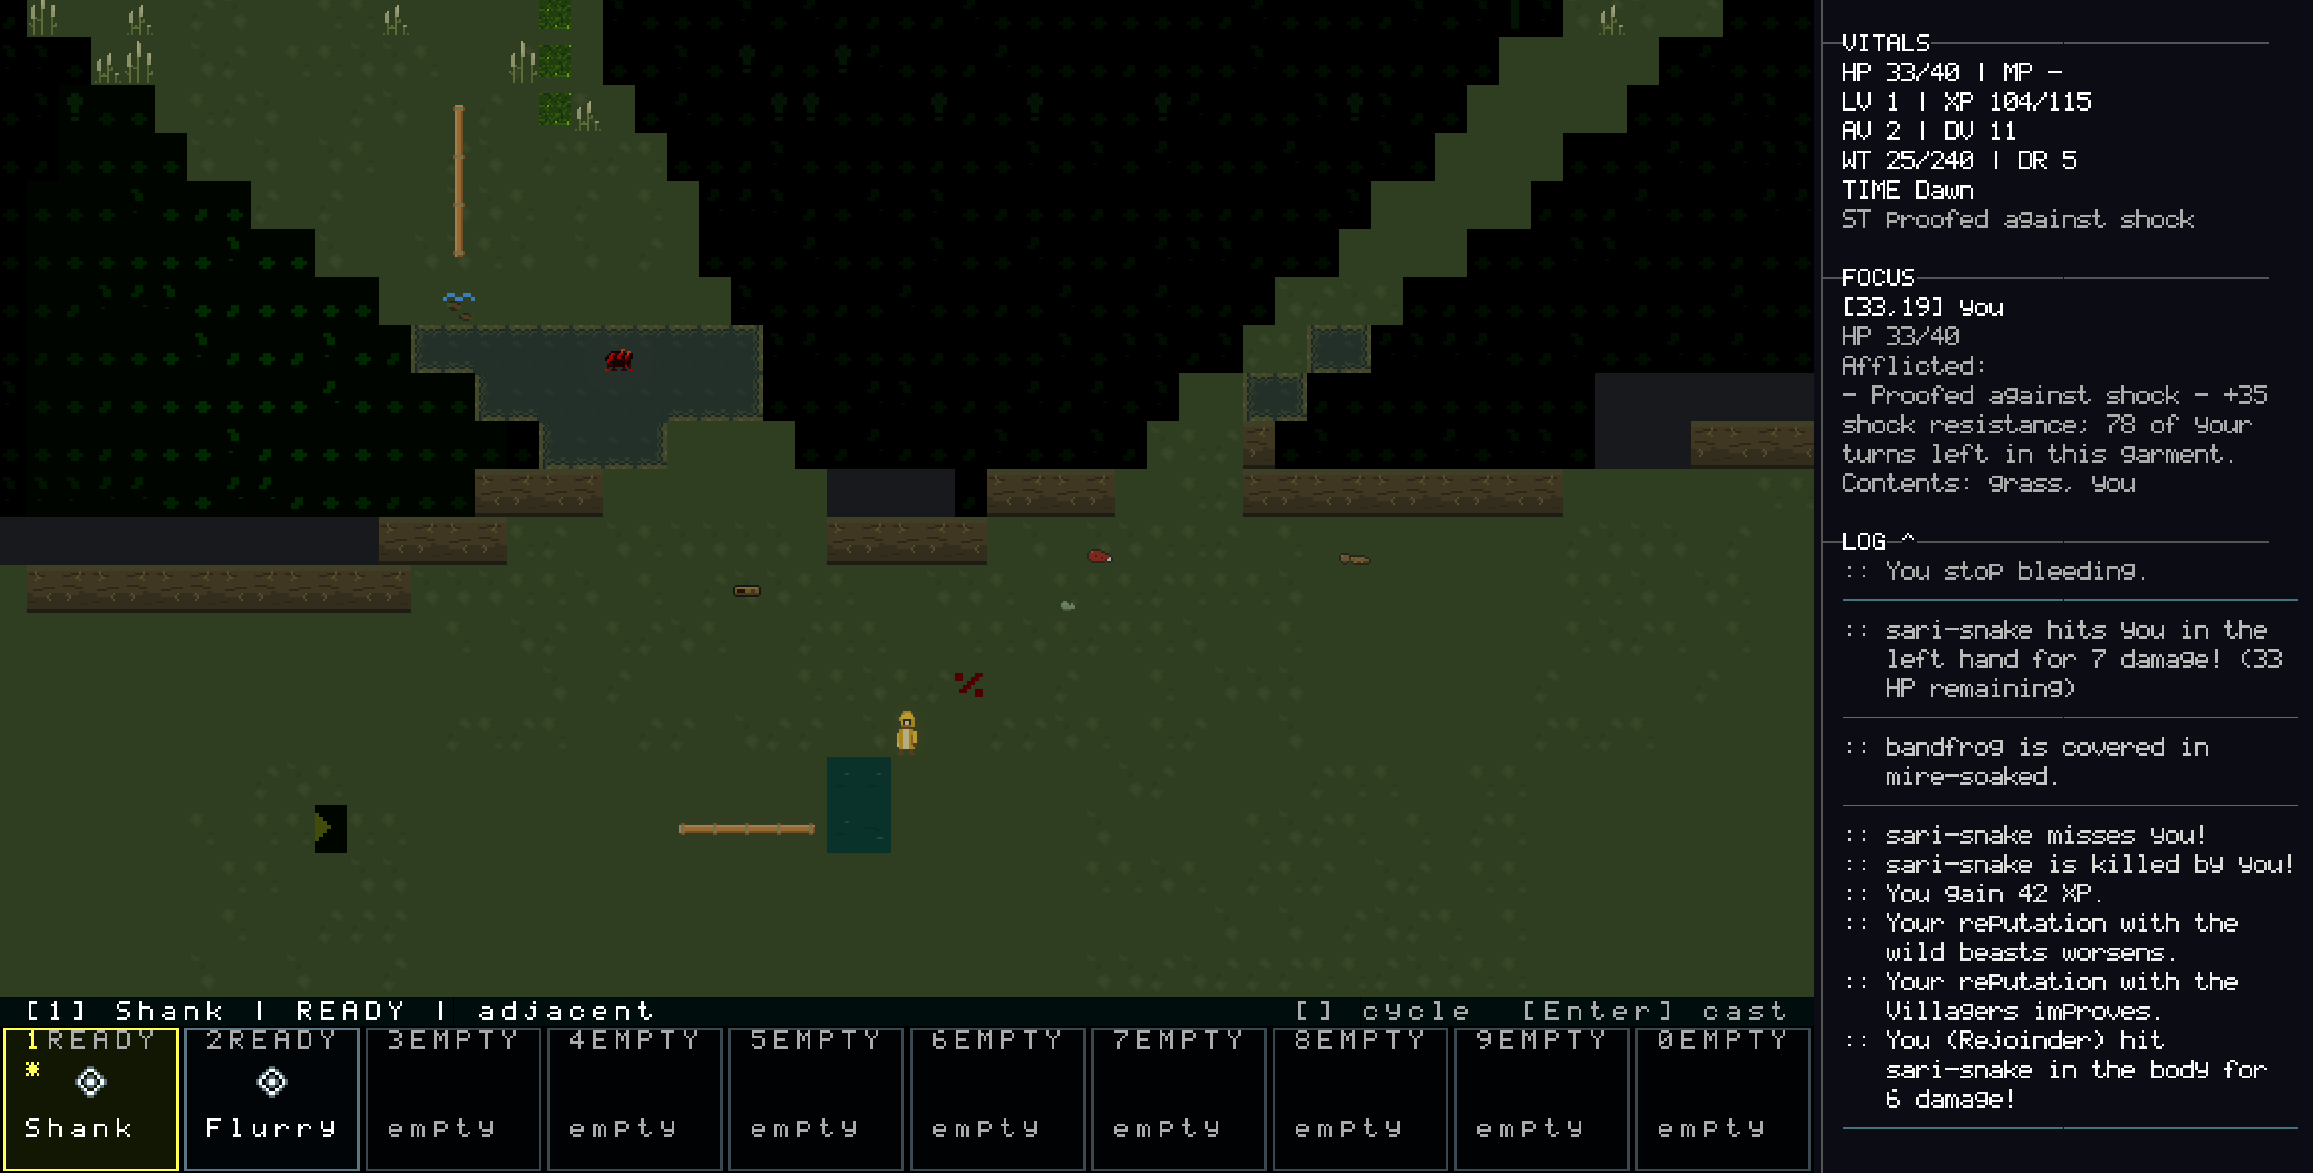 VITALS
HP 33/40 | MP -
LV 1 | XP 104/115
AV 2 | DV 11
WT 25/240 | DR 5
TIME Dawn
ST Proofed against shock
FOCUS
[33,19] You
HP 33/40
Afflicted:
- Proofed against shock - +35
shock resistance; 78 of your
turns left in this garment.
Contents: grass, you
LOG ^
:: You stop bleeding.
:: sari-snake hits you in the
left hand for 7 damage! (33
HP remaining)
:: bandfrog is covered in
mire-soaked.
:: sari-snake misses you!
:: sari-snake is killed by you!
:: You gain 42 XP.
:: Your reputation with the
wild beasts worsens.
:: Your reputation with the
Villagers improves.
:: You (Rejoinder) hit
sari-snake in the body for
6 damage!
[1] Shank | READY | adjacent [] cycle [Enter] cast
1READY 2READY 3EMPTY 4EMPTY 5EMPTY 6EMPTY 7EMPTY 8EMPTY 9EMPTY 0EMPTY
Shank Flurry empty empty empty empty empty empty empty empty